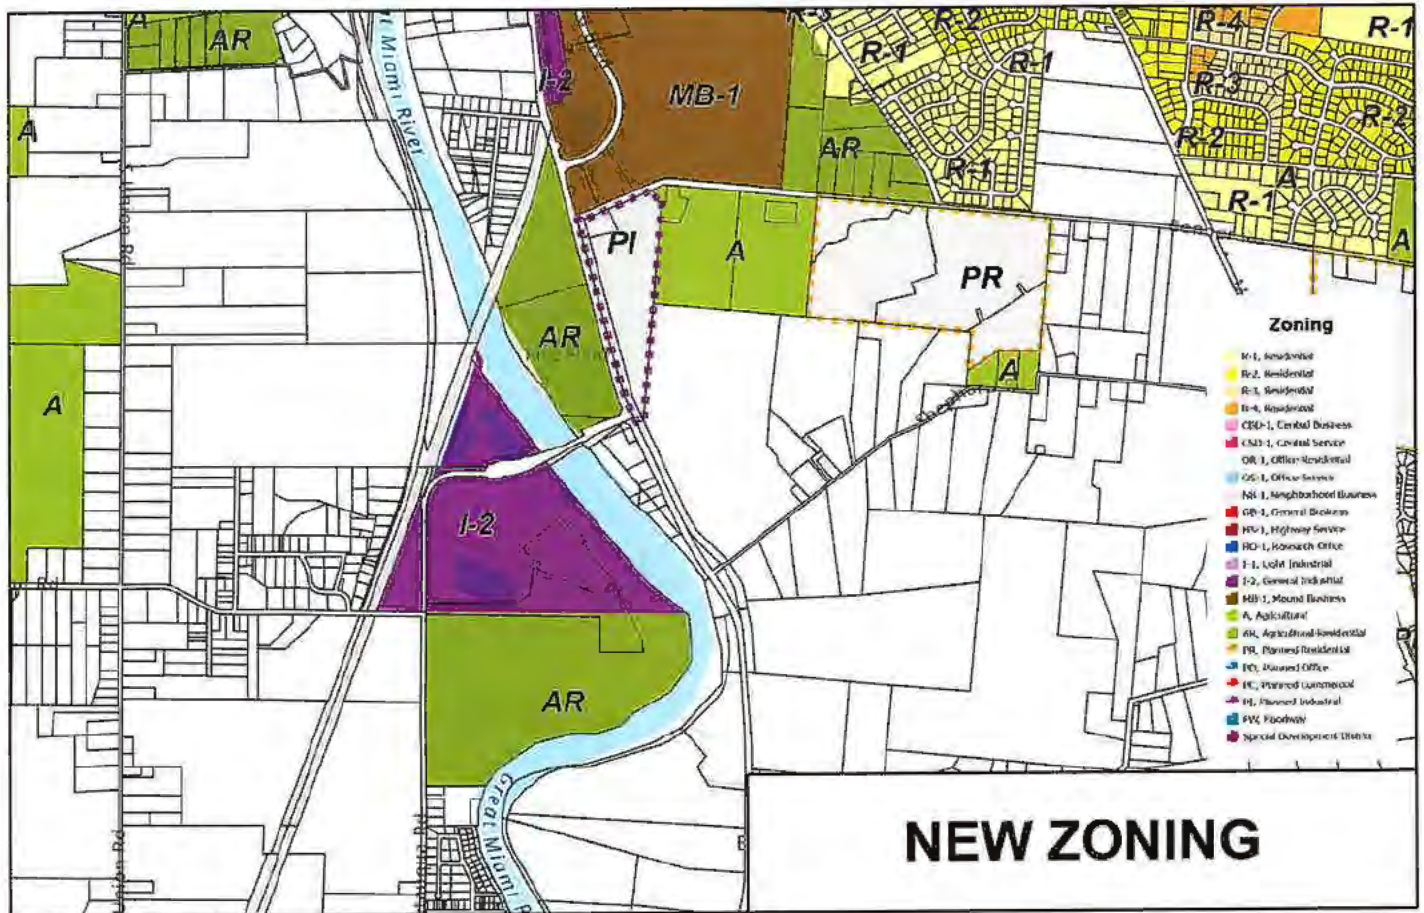 A
AR
Miami River
I-2
MB-1
R-3
R-2
R-4
R-1
R-1
R-1
R-3
R-2
A
AR
R-2
R-1
A
R-1
A
PI
A
PR
AR
A
A
I-2
AR
Great Miami R
NEW ZONING
Zoning
R-1, Residential
R-2, Residential
R-3, Residential
R-4, Residential
CBD-1, Central Business
CSD-1, Central Service
OR-1, Office Residential
OS-1, Office Service
NB-1, Neighborhood Business
GB-1, General Business
HS-1, Highway Service
RO-1, Research Office
I-1, Light Industrial
I-2, General Industrial
MB-1, Mound Business
A, Agricultural
AR, Agricultural-Residential
PR, Planned Residential
PO, Planned Office
PC, Planned Commercial
PI, Planned Industrial
FW, Floodway
Special Development District